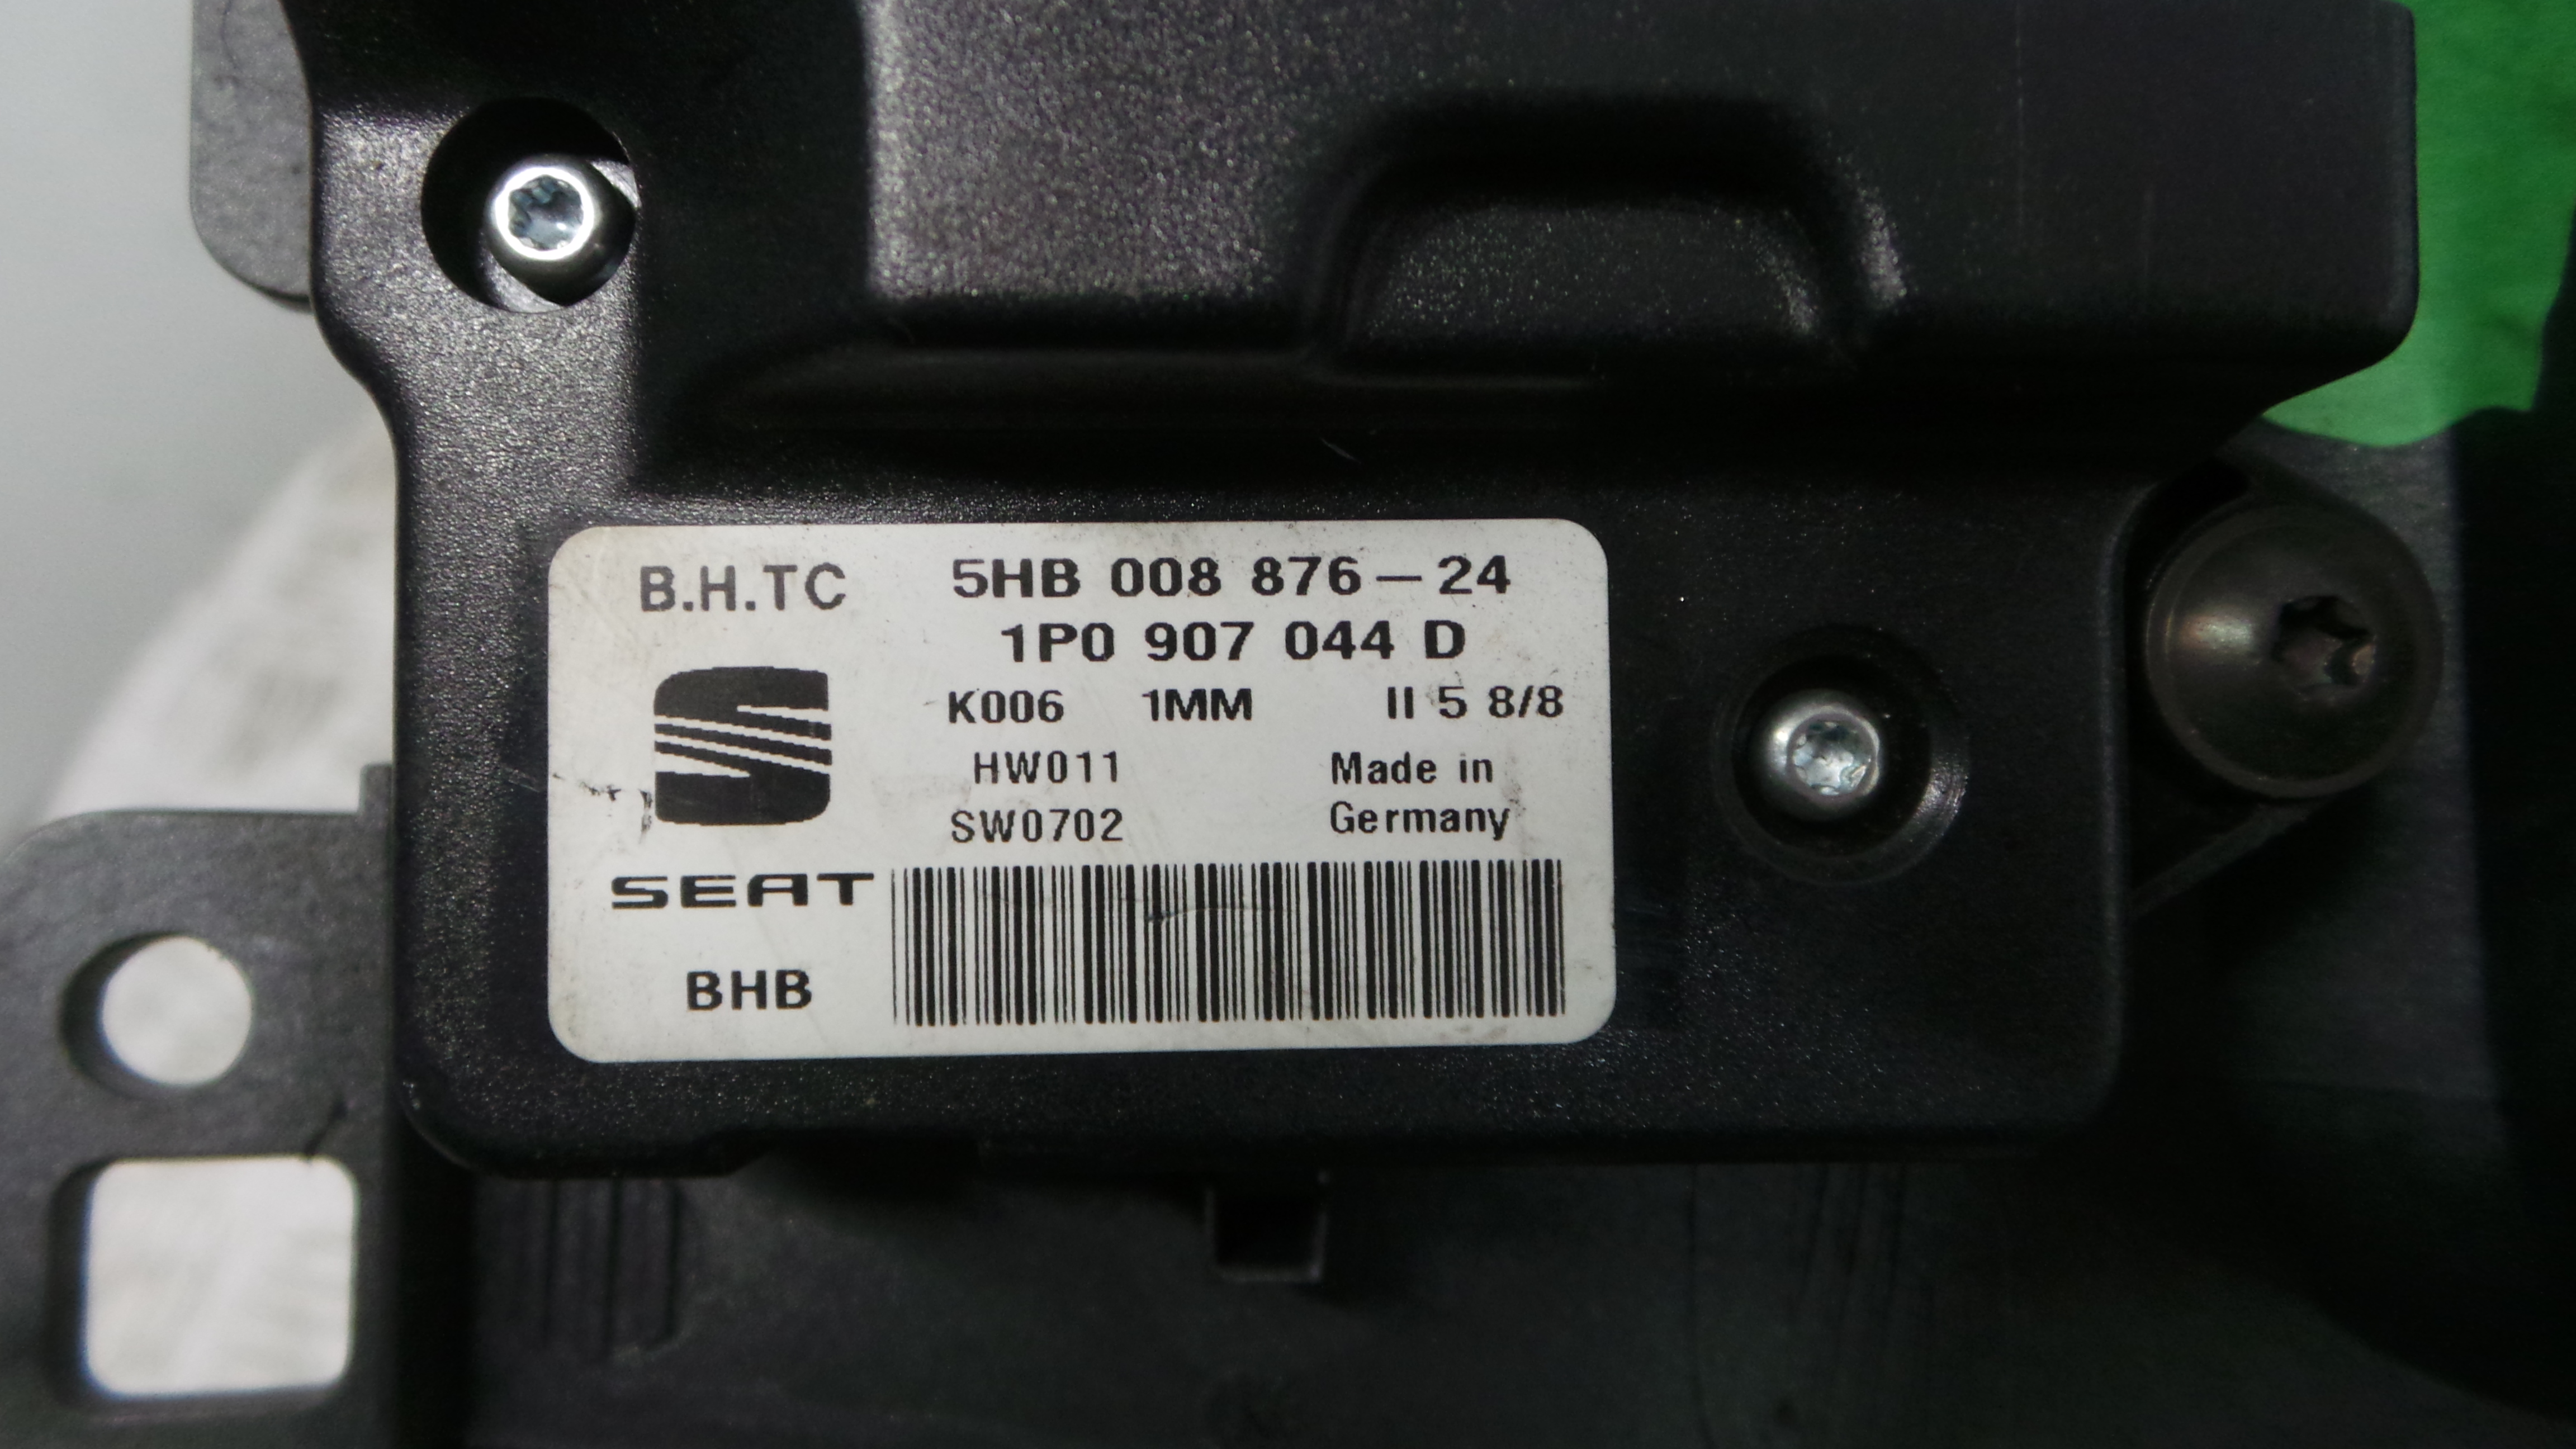 B.H.TC 5HB 008 876-24
1P0 907 044 D
K006 1MM II 5 8/8
HW011 Made in
SW0702 Germany
SEAT
BHB